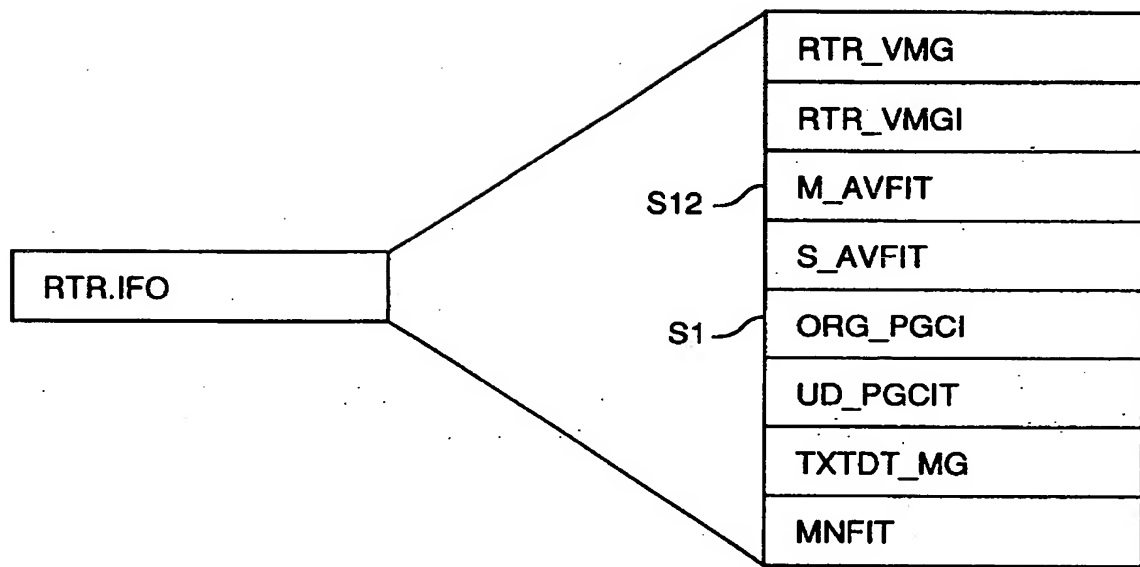 RTR.IFO
RTR_VMG
RTR_VMGI
S12
M_AVFIT
S_AVFIT
S1
ORG_PGCI
UD_PGCIT
TXTDT_MG
MNFIT